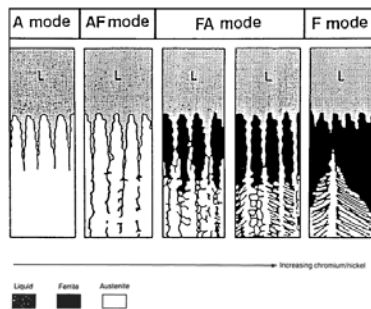 A mode AF mode FA mode F mode
L L L L
Increasing chromium/nickel
Liquid Ferrite Austenite